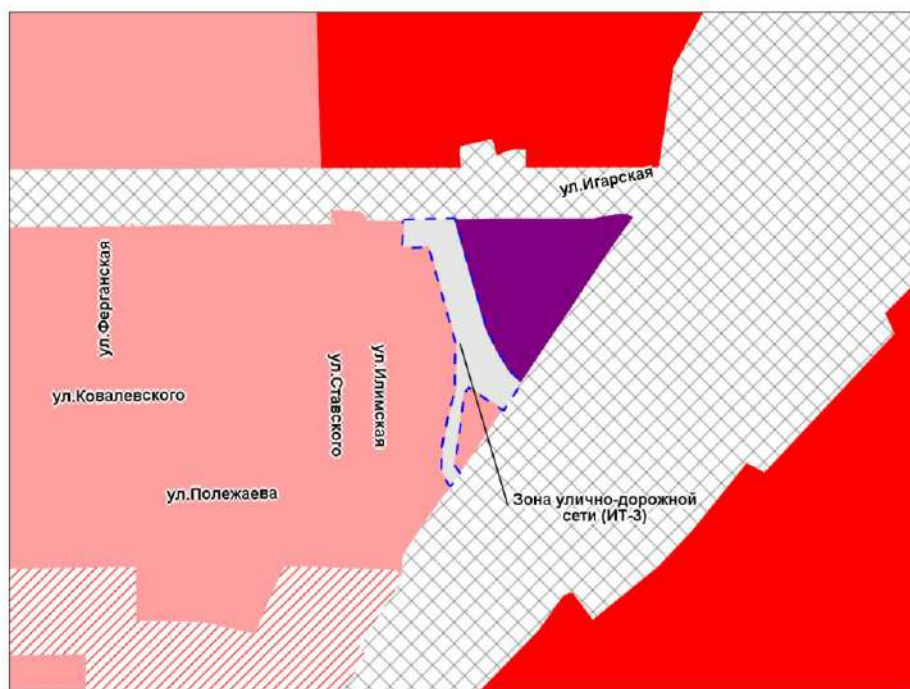 ул.Игарская
ул.Ферганская
ул.Ковалевского
ул.Ставского
ул.Илимская
ул.Полежаева
Зона улично-дорожной
сети (ИТ-3)